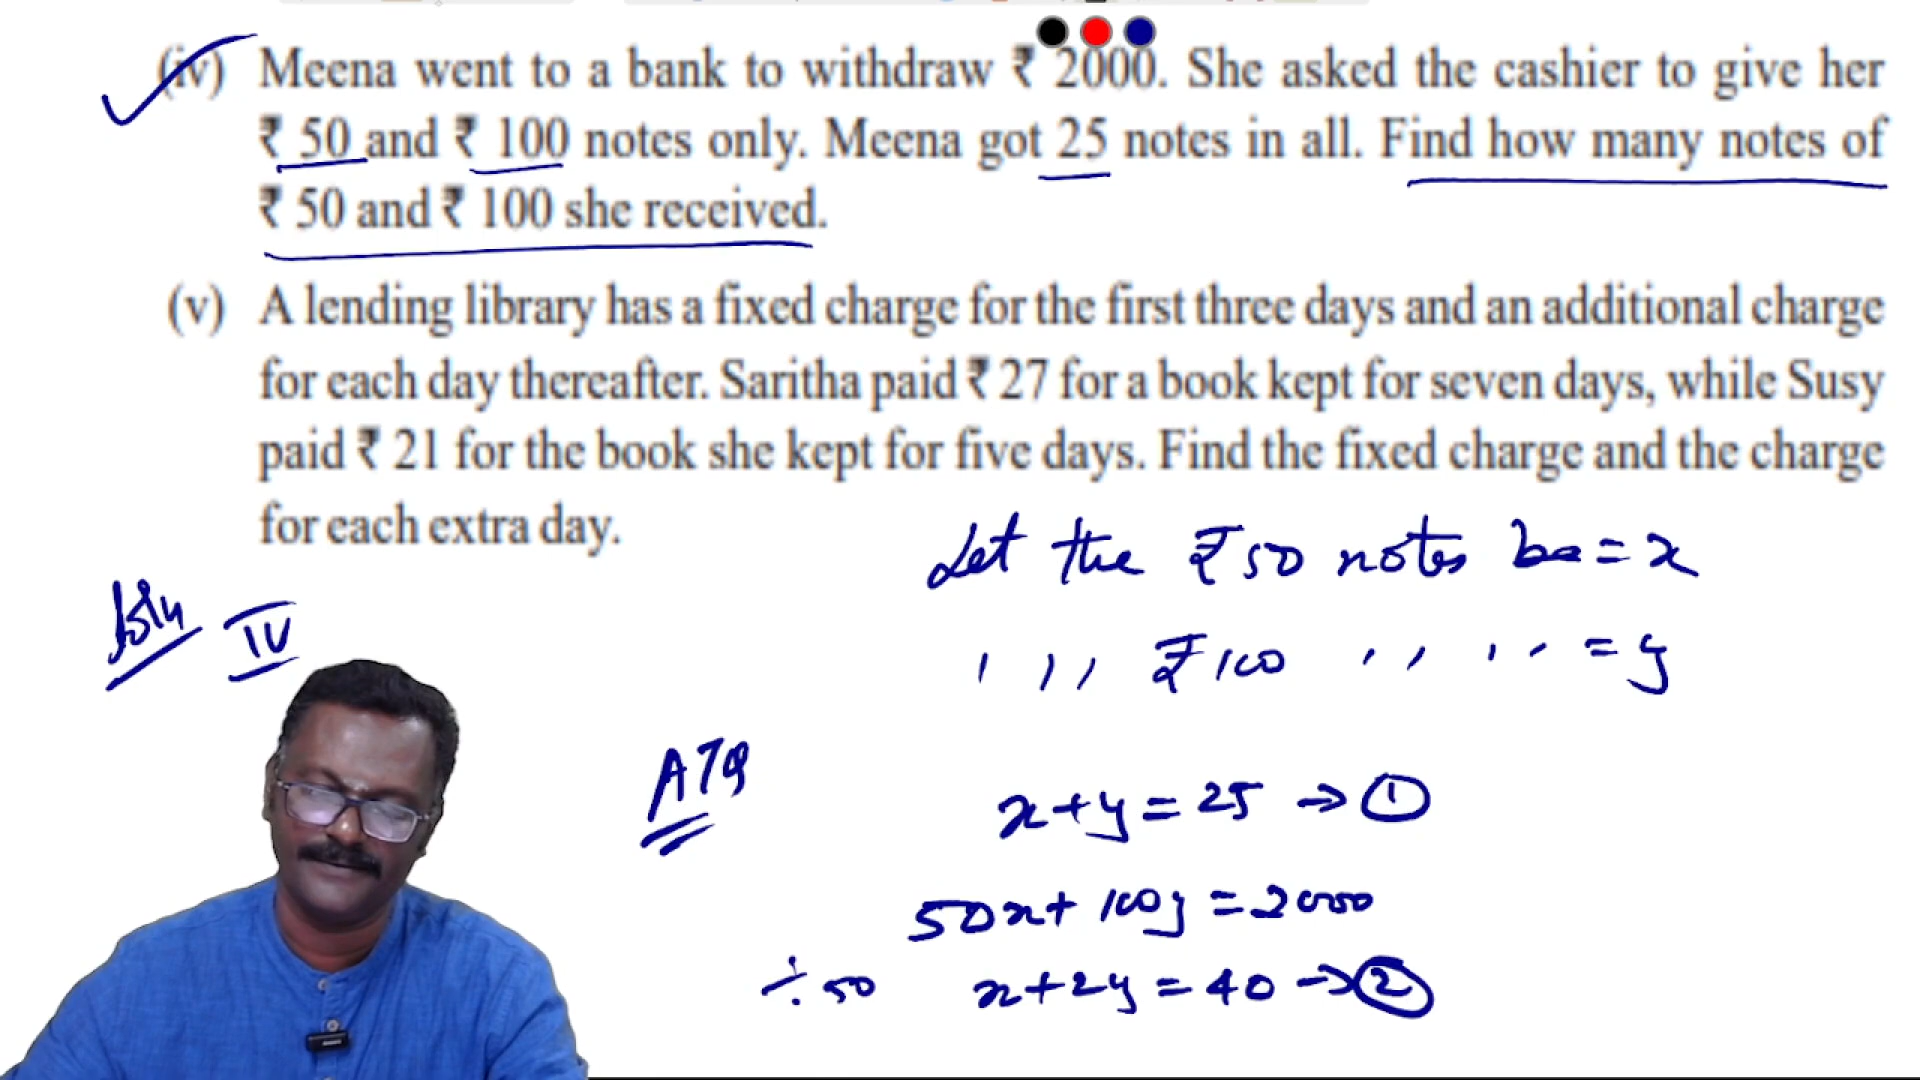 (iv) Meena went to a bank to withdraw ₹ 2000. She asked the cashier to give her
₹ 50 and ₹ 100 notes only. Meena got 25 notes in all. Find how many notes of
₹ 50 and ₹ 100 she received.
(v) A lending library has a fixed charge for the first three days and an additional charge
for each day thereafter. Saritha paid ₹ 27 for a book kept for seven days, while Susy
paid ₹ 21 for the book she kept for five days. Find the fixed charge and the charge
for each extra day.
Soln IV
Let the ₹50 notes be = x
,,, ₹100 ,, ,, = y
ATQ
x+y = 25 → ①
50x + 100y = 2000
÷50 x+2y = 40 → ②